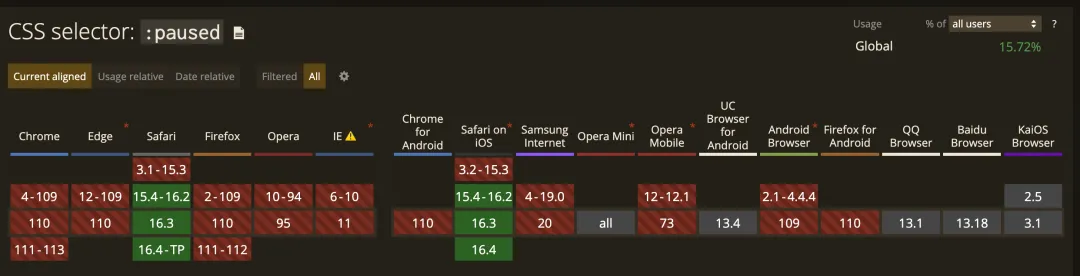 CSS selector: :paused
Usage % of all users ?
Global 15.72%
Current aligned Usage relative Date relative Filtered All
Chrome Edge * Safari Firefox Opera IE ⚠ * Chrome for Android Safari on iOS * Samsung Internet Opera Mini * Opera Mobile * UC Browser for Android Android Browser * Firefox for Android QQ Browser Baidu Browser KaiOS Browser
3.1-15.3 3.2-15.3
4-109 12-109 15.4-16.2 2-109 10-94 6-10 15.4-16.2 4-19.0 12-12.1 2.1-4.4.4 2.5
110 110 16.3 110 95 11 110 16.3 20 all 73 13.4 109 110 13.1 13.18 3.1
111-113 16.4-TP 111-112 16.4